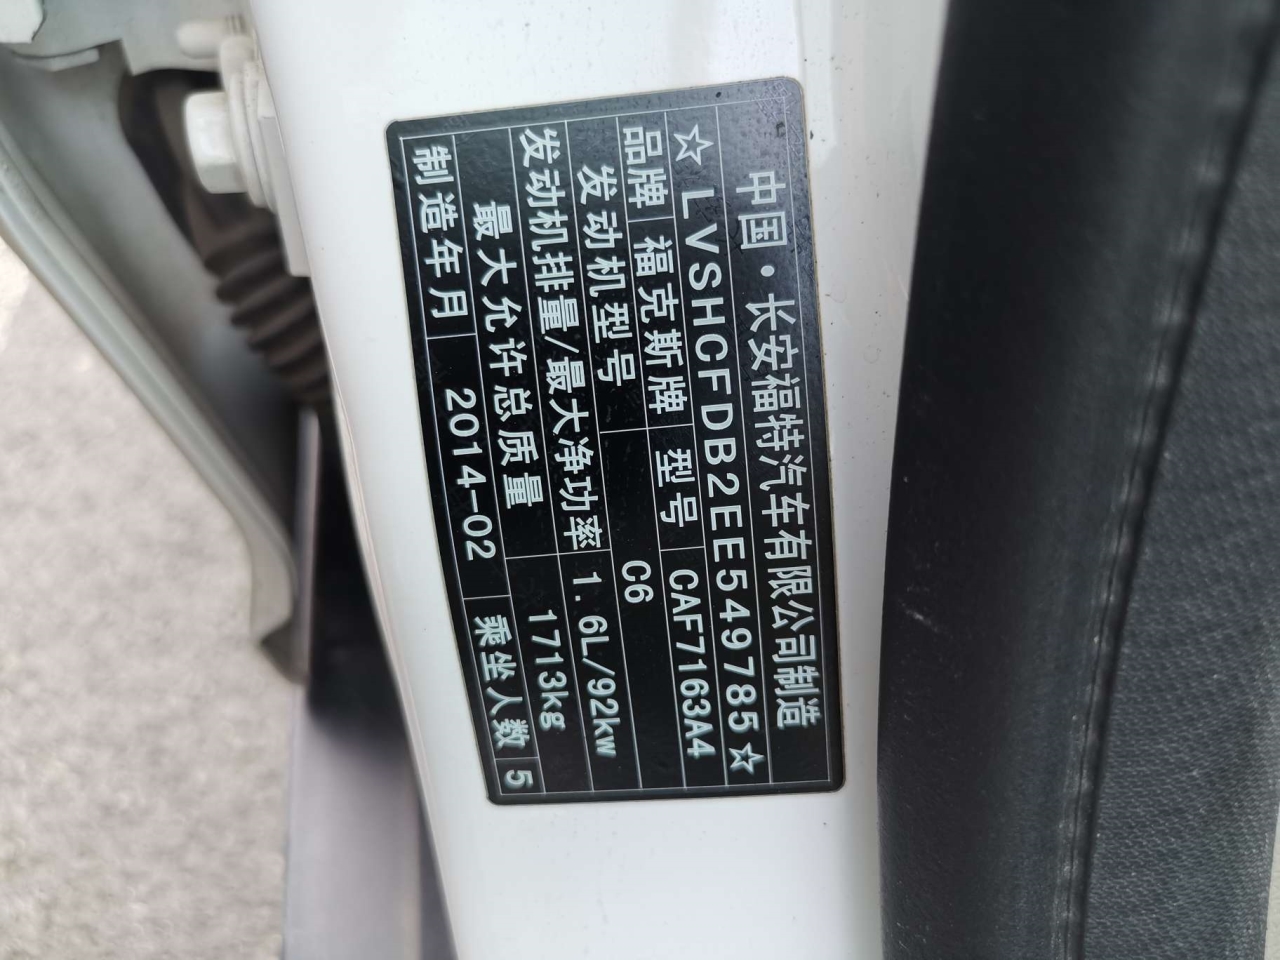 中国·长安福特汽车有限公司制造
☆LVSHCFDB2EE549785☆
品牌 福克斯牌 型号 CAF7163A4
发动机型号 C6
发动机排量/最大净功率 1.6L/92kw
最大允许总质量 1713kg
制造年月 2014-02 乘坐人数 5